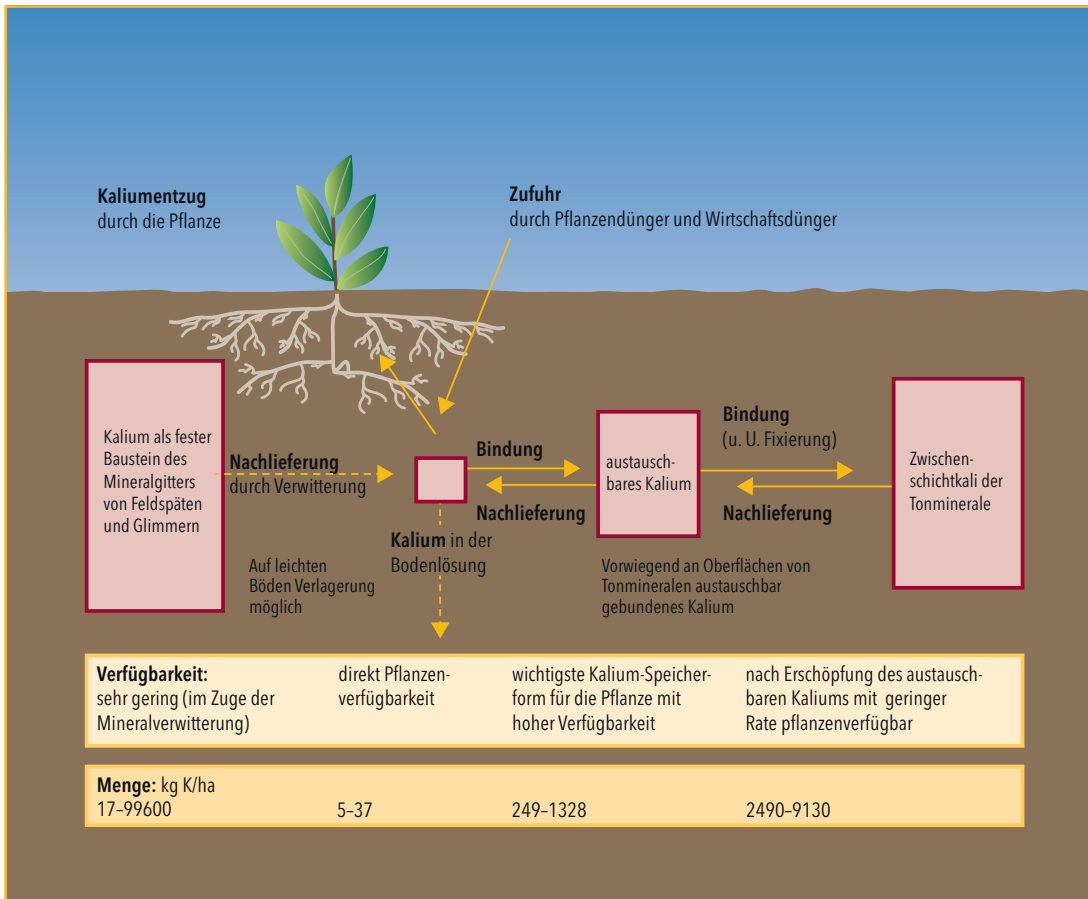 Kaliumentzug
durch die Pflanze
Zufuhr
durch Pflanzendünger und Wirtschaftsdünger
Kalium als fester
Baustein des
Mineralgitters
von Feldspäten
und Glimmern
Nachlieferung
durch Verwitterung
Auf leichten
Böden Verlagerung
möglich
Kalium in der
Bodenlösung
Bindung
Nachlieferung
austausch-
bares Kalium
Vorwiegend an Oberflächen von
Tonmineralen austauschbar
gebundenes Kalium
Bindung
(u. U. Fixierung)
Nachlieferung
Zwischen-
schichtkali der
Tonminerale
Verfügbarkeit:
sehr gering (im Zuge der
Mineralverwitterung)
direkt Pflanzen-
verfügbarkeit
wichtigste Kalium-Speicher-
form für die Pflanze mit
hoher Verfügbarkeit
nach Erschöpfung des austausch-
baren Kaliums mit geringer
Rate pflanzenverfügbar
Menge: kg K/ha
17–99600
5–37
249–1328
2490–9130